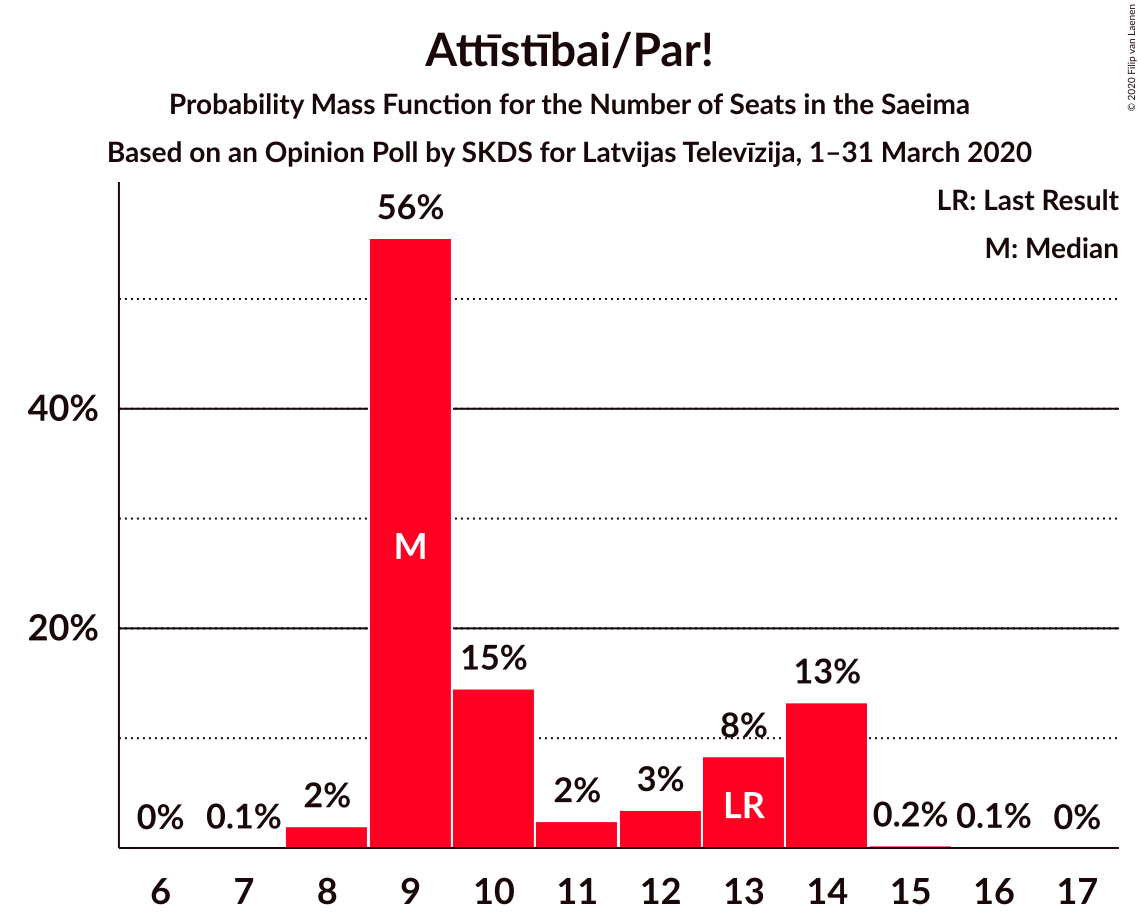 Attīstībai/Par!
Probability Mass Function for the Number of Seats in the Saeima
Based on an Opinion Poll by SKDS for Latvijas Televīzija, 1–31 March 2020
© 2020 Filip van Laenen
LR: Last Result
M: Median
56%
40%
M
20%
15%
13%
8%
LR
3%
2%
2%
0%
0.1%
0.2%
0.1%
0%
6 7 8 9 10 11 12 13 14 15 16 17